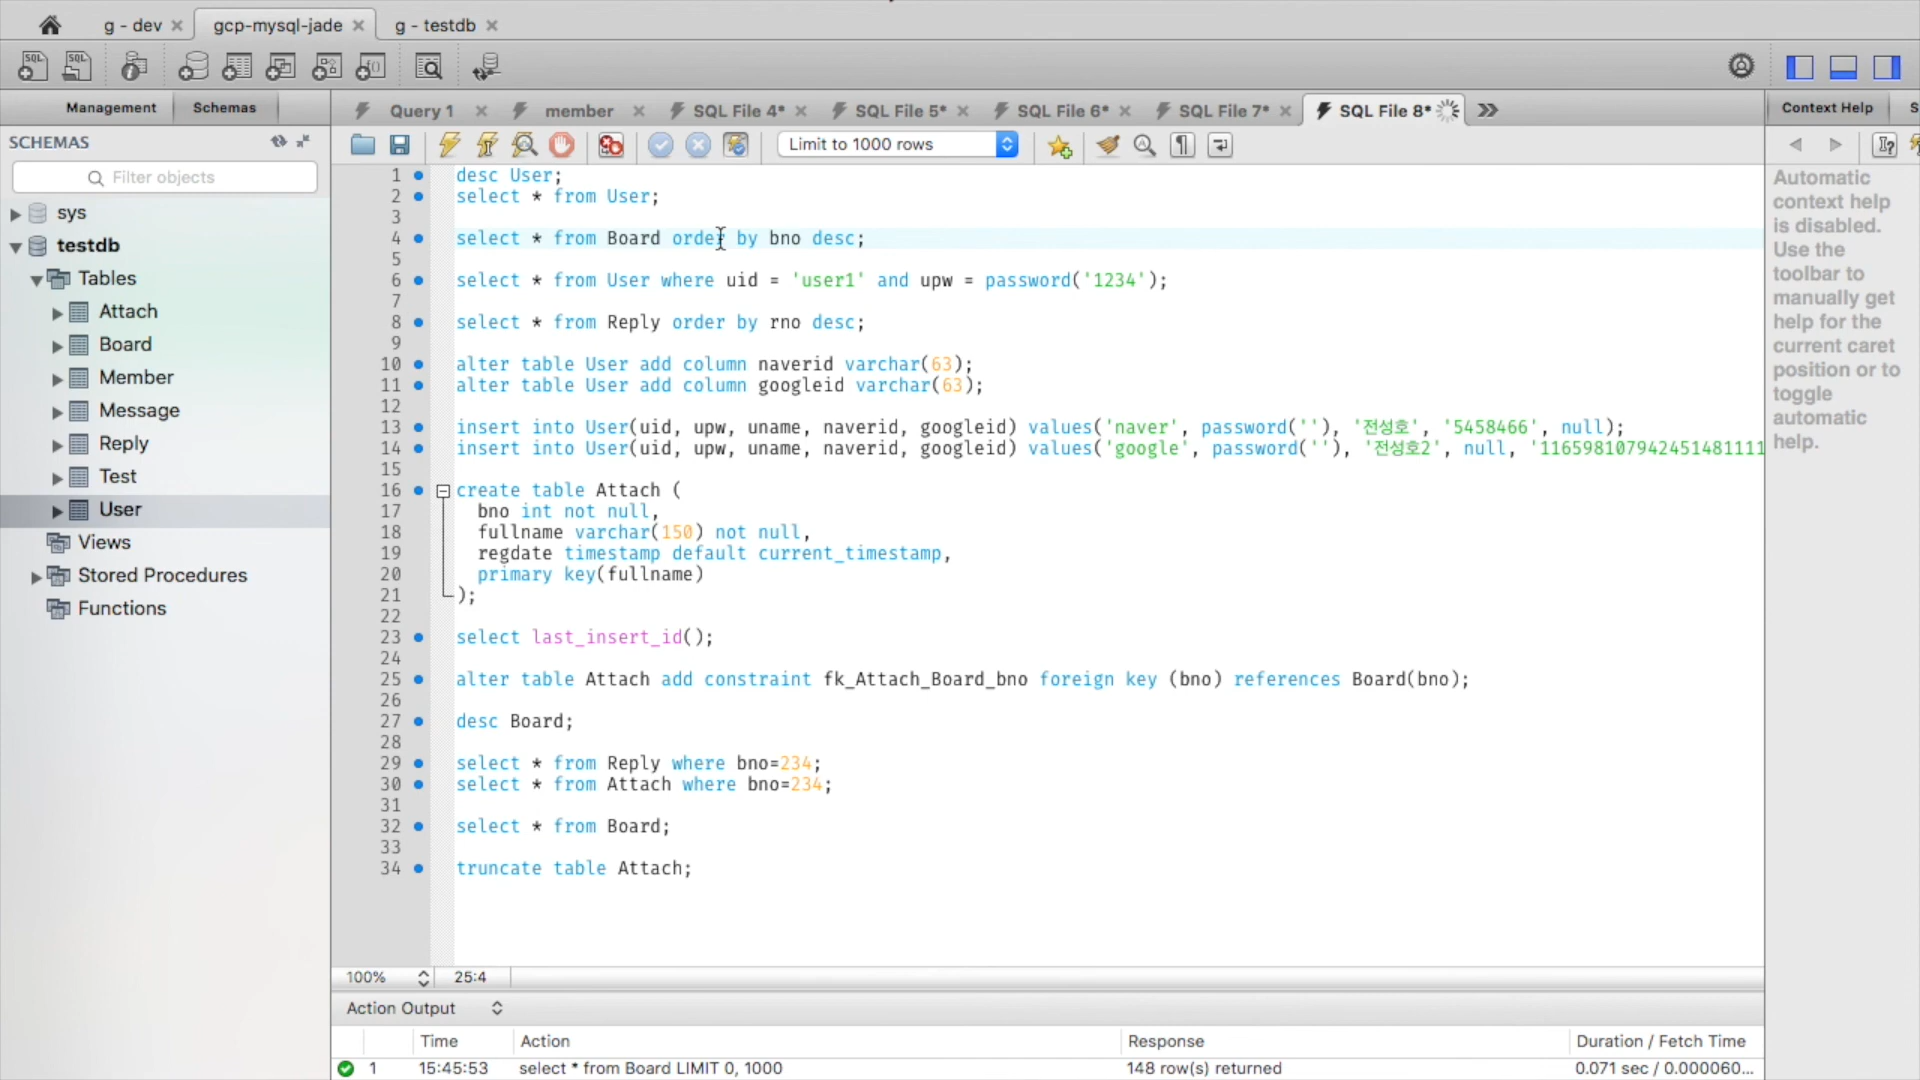 g - dev
gcp-mysql-jade
g - testdb
Management
Schemas
Query 1
member
SQL File 4*
SQL File 5*
SQL File 6*
SQL File 7*
SQL File 8*
Context Help
SCHEMAS
Filter objects
sys
testdb
Tables
Attach
Board
Member
Message
Reply
Test
User
Views
Stored Procedures
Functions
Limit to 1000 rows
1 desc User;
2 select * from User;
3
4 select * from Board order by bno desc;
5
6 select * from User where uid = 'user1' and upw = password('1234');
7
8 select * from Reply order by rno desc;
9
10 alter table User add column naverid varchar(63);
11 alter table User add column googleid varchar(63);
12
13 insert into User(uid, upw, uname, naverid, googleid) values('naver', password(''), '전성호', '5458466', null);
14 insert into User(uid, upw, uname, naverid, googleid) values('google', password(''), '전성호2', null, '116598107942451481111
15
16 create table Attach (
17 bno int not null,
18 fullname varchar(150) not null,
19 regdate timestamp default current_timestamp,
20 primary key(fullname)
21 );
22
23 select last_insert_id();
24
25 alter table Attach add constraint fk_Attach_Board_bno foreign key (bno) references Board(bno);
26
27 desc Board;
28
29 select * from Reply where bno=234;
30 select * from Attach where bno=234;
31
32 select * from Board;
33
34 truncate table Attach;
Automatic
context help
is disabled.
Use the
toolbar to
manually get
help for the
current caret
position or to
toggle
automatic
help.
100%
25:4
Action Output
Time Action Response Duration / Fetch Time
1 15:45:53 select * from Board LIMIT 0, 1000 148 row(s) returned 0.071 sec / 0.000060...